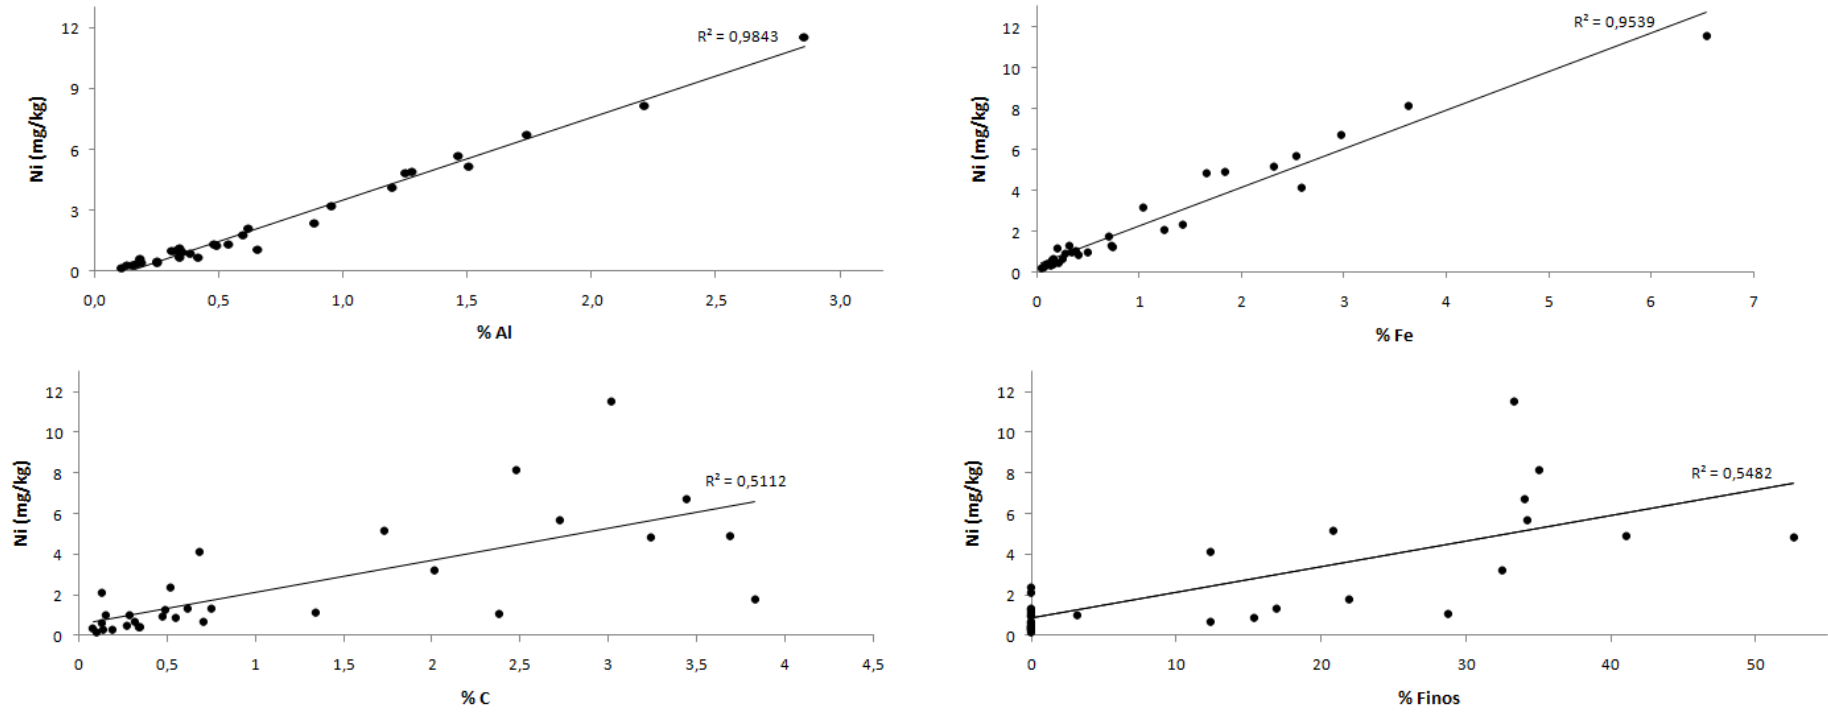 R² = 0,9843
Ni (mg/kg)
12
9
6
3
0
0,0 0,5 1,0 1,5 2,0 2,5 3,0
% Al
R² = 0,9539
Ni (mg/kg)
12
10
8
6
4
2
0
0 1 2 3 4 5 6 7
% Fe
R² = 0,5112
Ni (mg/kg)
12
10
8
6
4
2
0
0 0,5 1 1,5 2 2,5 3 3,5 4 4,5
% C
R² = 0,5482
Ni (mg/kg)
12
10
8
6
4
2
0
0 10 20 30 40 50
% Finos